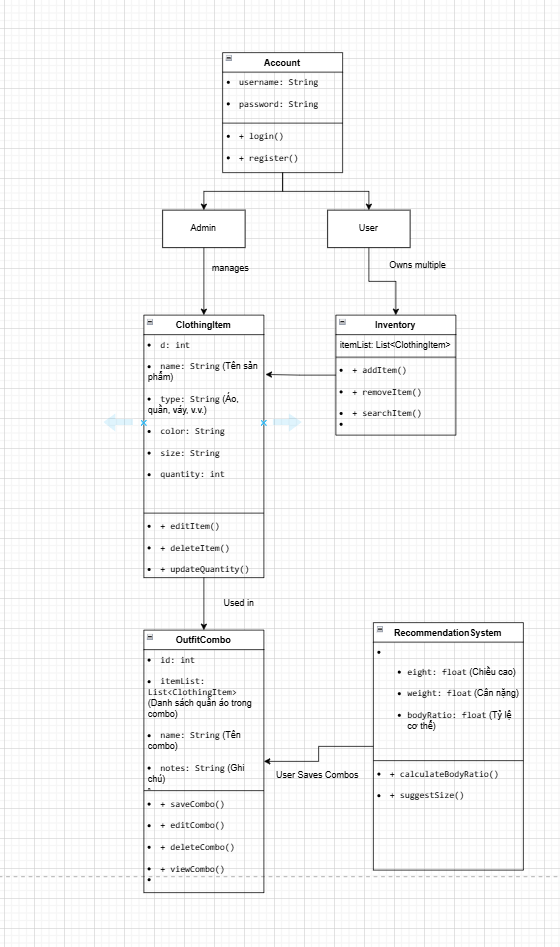 Account
username: String
password: String
+ login()
+ register()
Admin
User
manages
Owns multiple
ClothingItem
d: int
name: String (Tên sản
phẩm)
type: String (Áo,
quần, váy, v.v.)
color: String
size: String
quantity: int
+ editItem()
+ deleteItem()
+ updateQuantity()
Inventory
itemList: List<ClothingItem>
+ addItem()
+ removeItem()
+ searchItem()
Used in
OutfitCombo
id: int
itemList:
List<ClothingItem>
(Danh sách quần áo trong
combo)
name: String (Tên
combo)
notes: String (Ghi
chú)
+ saveCombo()
+ editCombo()
+ deleteCombo()
+ viewCombo()
User Saves Combos
RecommendationSystem
eight: float (Chiều cao)
weight: float (Cân nặng)
bodyRatio: float (Tỷ lệ
cơ thể)
+ calculateBodyRatio()
+ suggestSize()